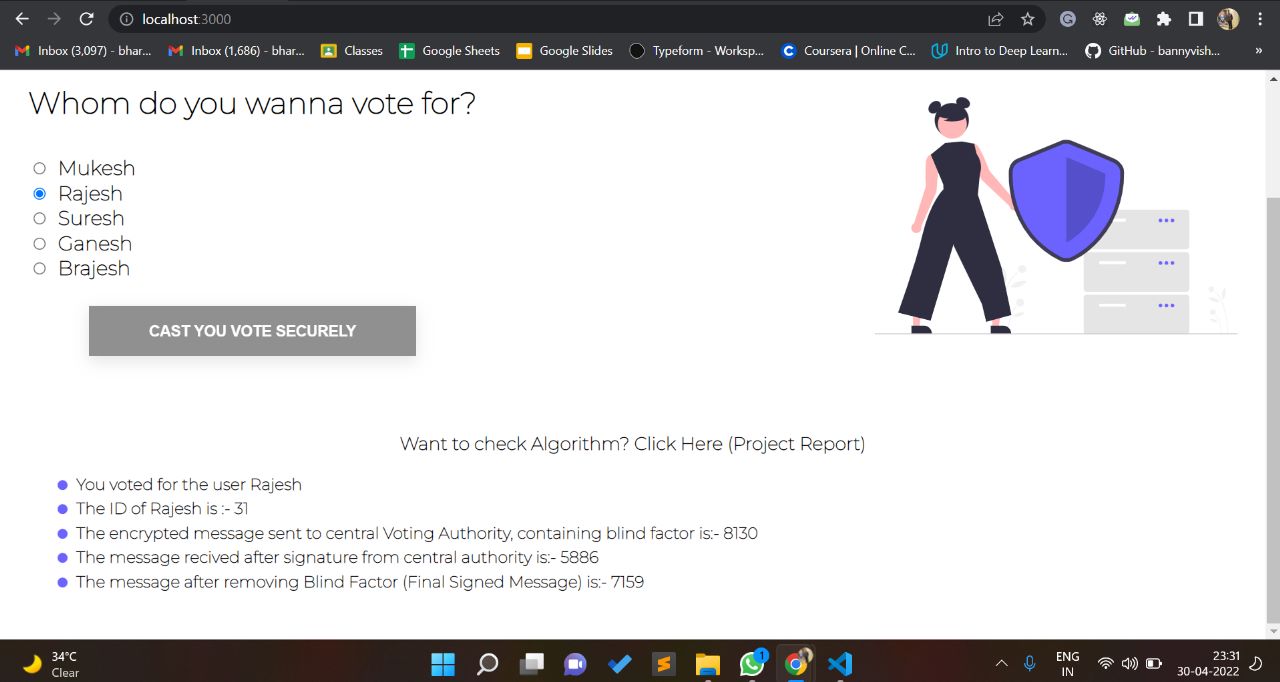 localhost:3000
Inbox (3,097) - bhar... Inbox (1,686) - bhar... Classes Google Sheets Google Slides Typeform - Worksp... Coursera | Online C... Intro to Deep Learn... GitHub - bannyvish... »
Whom do you wanna vote for?
Mukesh
Rajesh
Suresh
Ganesh
Brajesh
CAST YOU VOTE SECURELY
Want to check Algorithm? Click Here (Project Report)
You voted for the user Rajesh
The ID of Rajesh is :- 31
The encrypted message sent to central Voting Authority, containing blind factor is:- 8130
The message recived after signature from central authority is:- 5886
The message after removing Blind Factor (Final Signed Message) is:- 7159
34°C
Clear
1
ENG
IN
23:31
30-04-2022